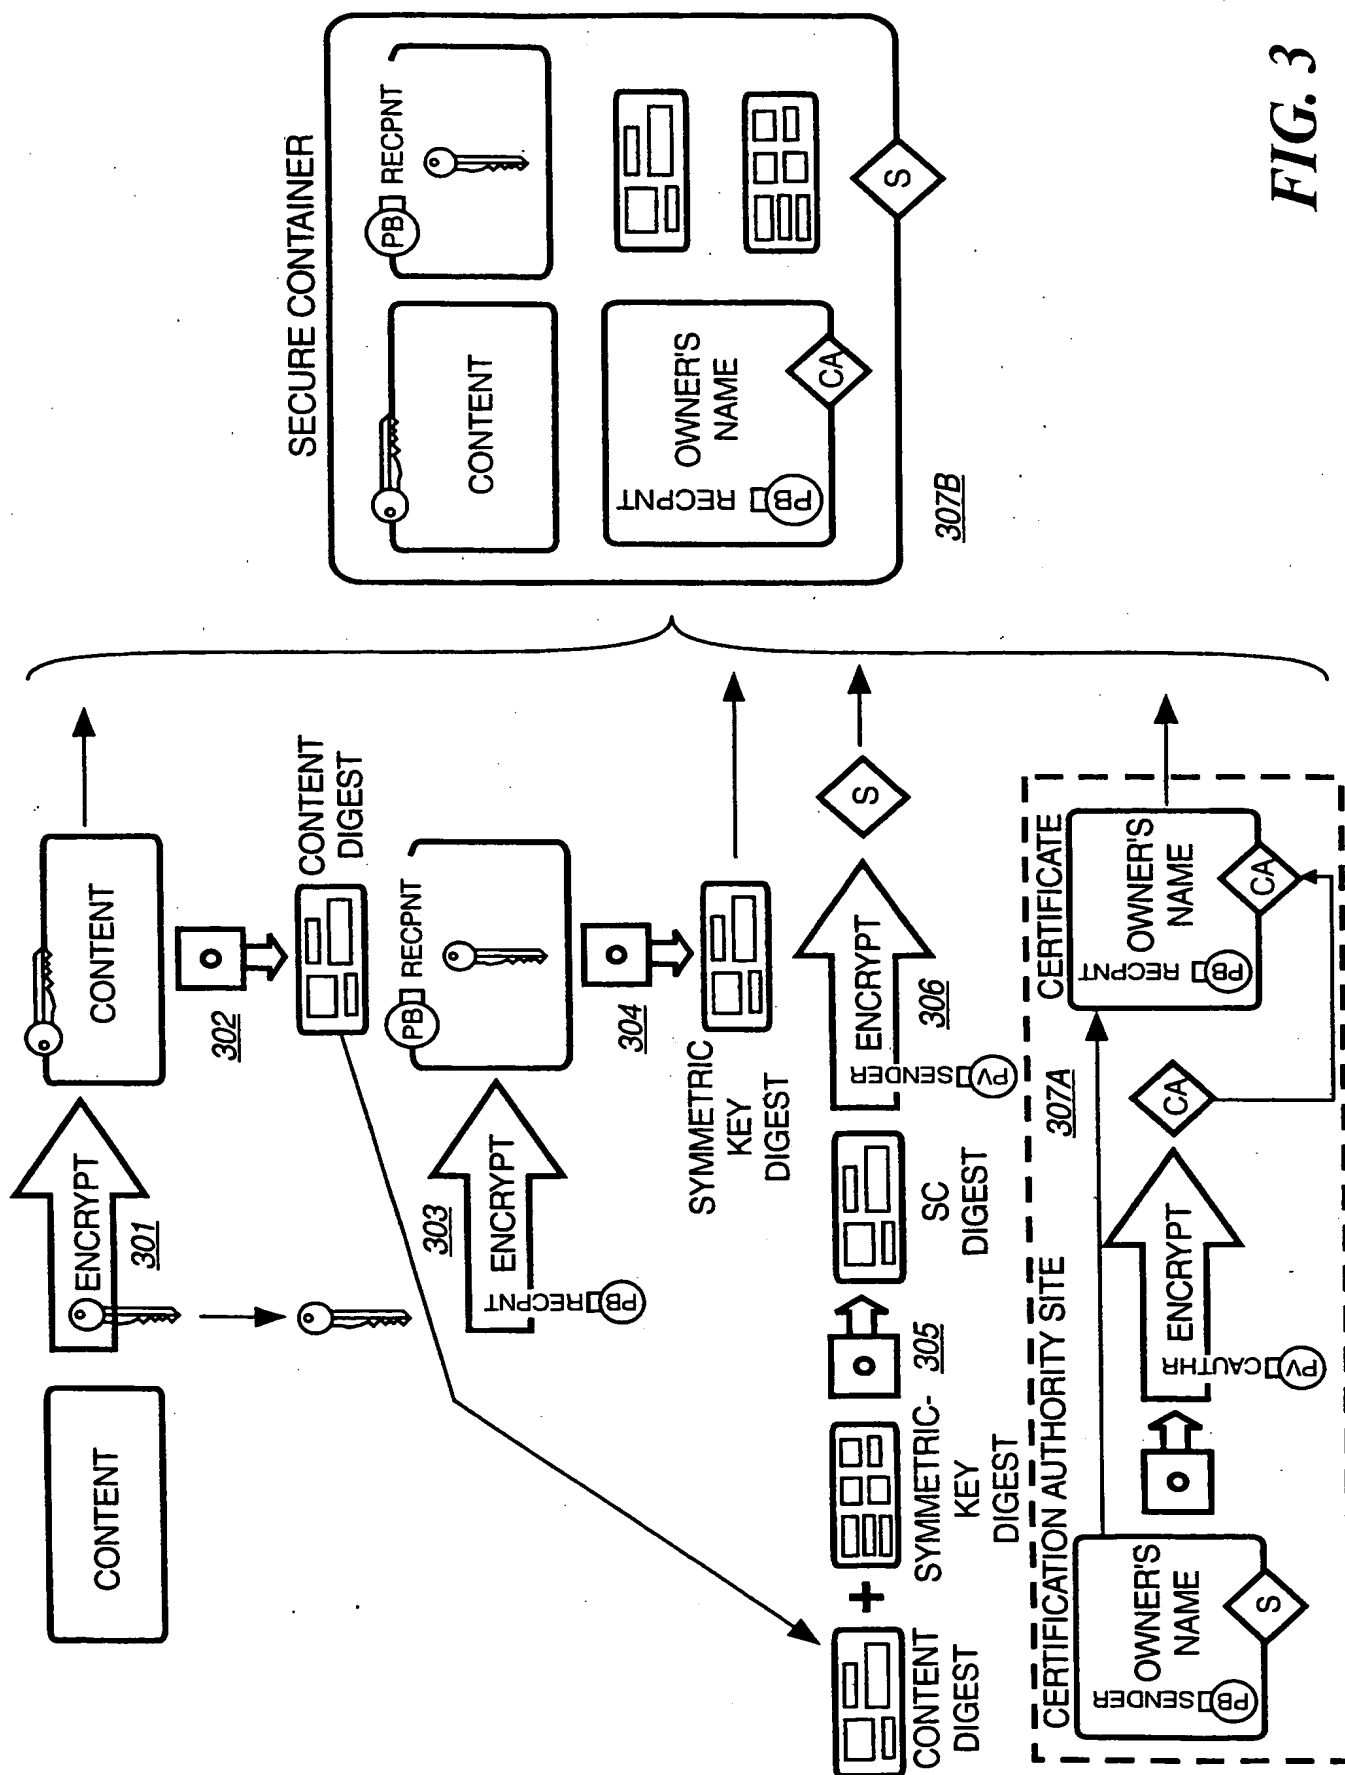 CONTENT
ENCRYPT
301
CONTENT
302
CONTENT
DIGEST
303
ENCRYPT
PB
RECPNT
PB
RECPNT
304
SYMMETRIC
KEY
DIGEST
CONTENT
DIGEST
+
SYMMETRIC-
KEY
DIGEST
305
SC
DIGEST
ENCRYPT
306
PV
SENDER
S
CERTIFICATION AUTHORITY SITE
307A
CERTIFICATE
PB
SENDER
OWNER'S
NAME
S
ENCRYPT
PV
CAUTHR
CA
PB
RECPNT
OWNER'S
NAME
CA
SECURE CONTAINER
CONTENT
PB
RECPNT
PB
RECPNT
OWNER'S
NAME
CA
S
307B
FIG. 3